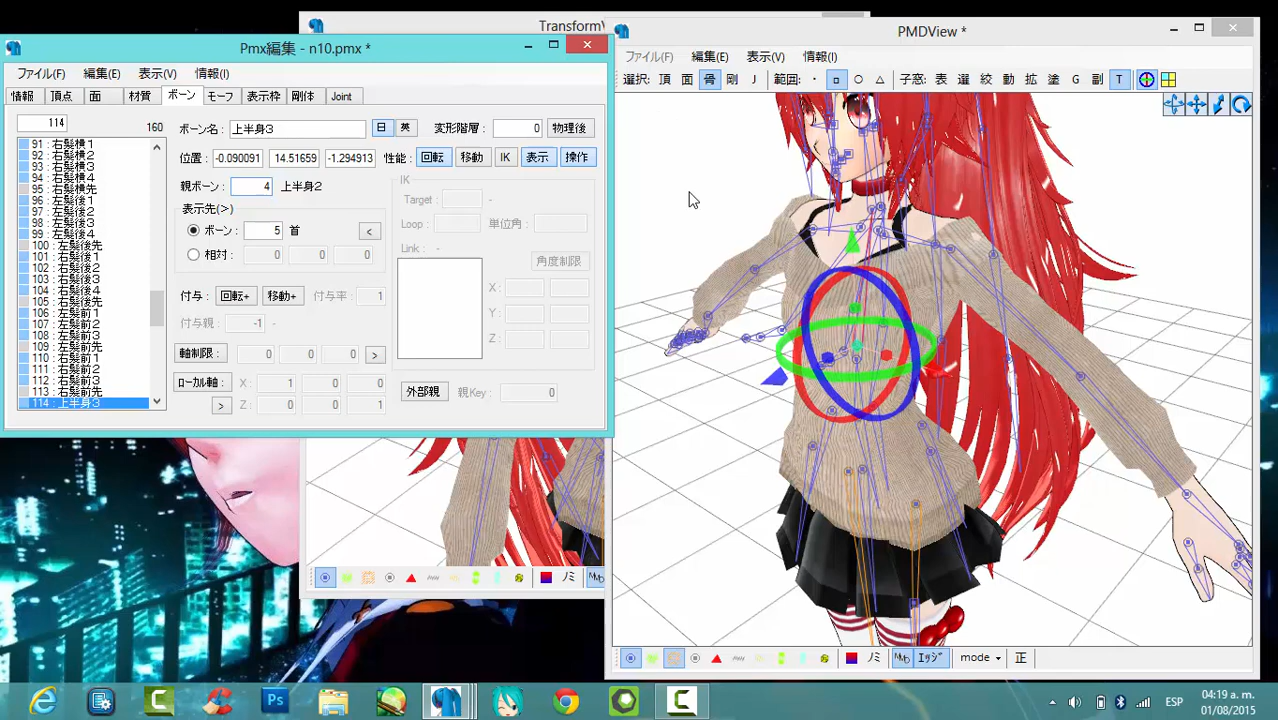 TransformV
PMDView *
Pmx編集 - n10.pmx *
ファイル(F) 編集(E) 表示(V) 情報(I)
ファイル(F) 編集(E) 表示(V) 情報(I)
選択: 頂 面 骨 剛 J 範囲: 子窓: 表 選 絞 動 拡 塗 G 副 T
情報 頂点 面 材質 ボーン モーフ 表示枠 剛体 Joint
114 160
ボーン名: 上半身3 日 英 変形階層: 0 物理後
位置: -0.090091 14.51659 -1.294913 性能: 回転 移動 IK 表示 操作
親ボーン: 4 上半身2
表示先(>)
ボーン: 5 首 <
相対: 0 0 0
付与: 回転+ 移動+ 付与率: 1
付与親: -1 -
軸制限: 0 0 0 >
ローカル軸: X: 1 0 0
> Z: 0 0 1
IK
Target: -
Loop: 単位角:
Link: -
角度制限
X:
Y:
Z:
外部親 親Key: 0
91: 右髪横1
92: 右髪横2
93: 右髪横3
94: 右髪横4
95: 右髪横先
96: 左髪後1
97: 左髪後2
98: 左髪後3
99: 左髪後4
100: 左髪後先
101: 右髪後1
102: 右髪後2
103: 右髪後3
104: 右髪後4
105: 右髪後先
106: 左髪前1
107: 左髪前2
108: 左髪前3
109: 左髪前先
110: 右髪前1
111: 右髪前2
112: 右髪前3
113: 右髪前先
114: 上半身3
ノミ
ノミ MMD エッジ mode 正
Ps
ESP
04:19 a. m.
01/08/2015